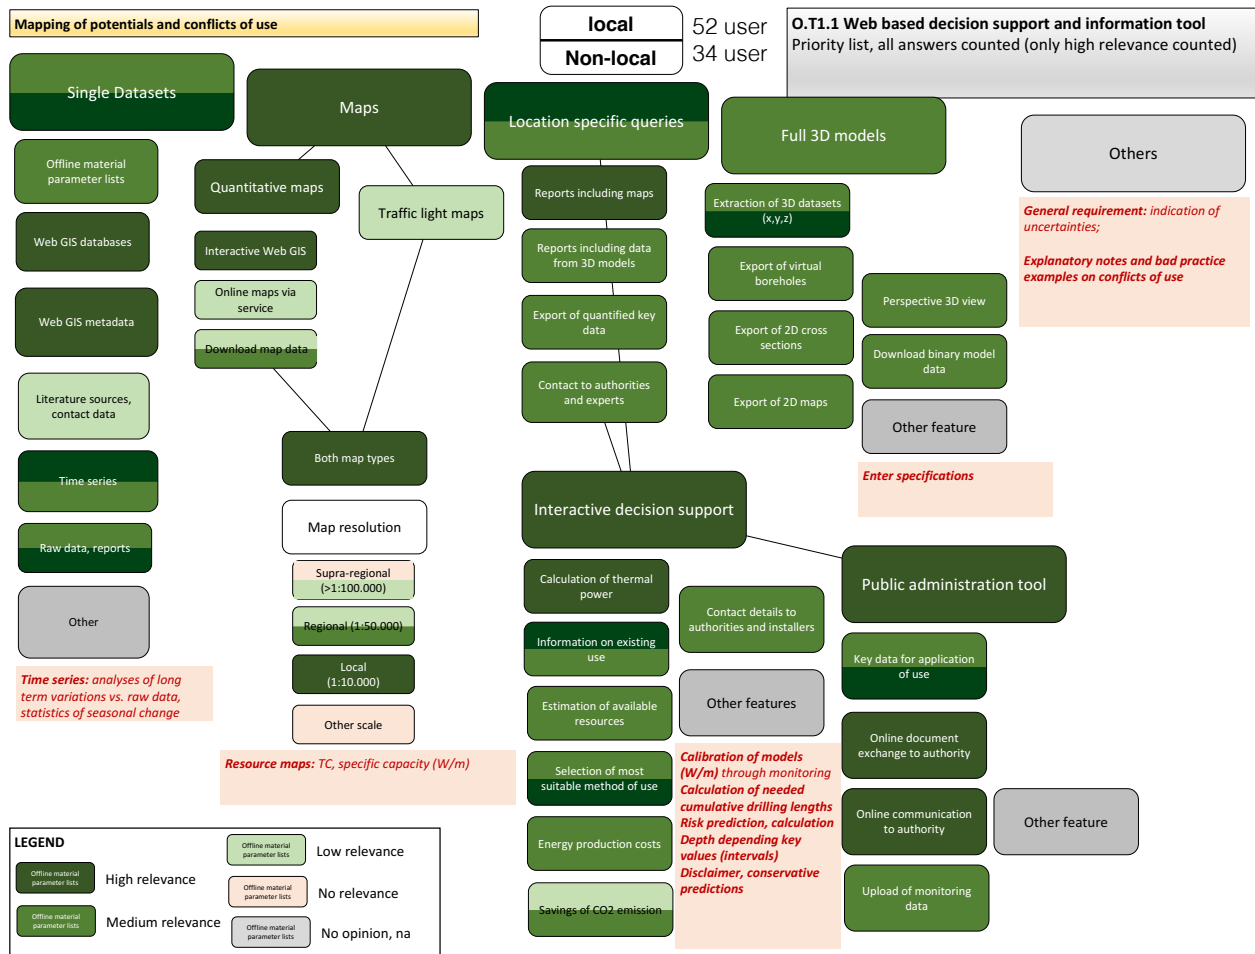 Mapping of potentials and conflicts of use
local
52 user
Non-local
34 user
O.T1.1 Web based decision support and information tool
Priority list, all answers counted (only high relevance counted)
Single Datasets
Offline material
parameter lists
Web GIS databases
Web GIS metadata
Literature sources,
contact data
Time series
Raw data, reports
Other
Time series: analyses of long
term variations vs. raw data,
statistics of seasonal change
Maps
Quantitative maps
Traffic light maps
Interactive Web GIS
Online maps via
service
Download map data
Both map types
Map resolution
Supra-regional
(>1:100.000)
Regional (1:50.000)
Local
(1:10.000)
Other scale
Resource maps: TC, specific capacity (W/m)
Location specific queries
Reports including maps
Reports including data
from 3D models
Export of quantified key
data
Contact to authorities
and experts
Full 3D models
Extraction of 3D datasets
(x,y,z)
Export of virtual
boreholes
Export of 2D cross
sections
Export of 2D maps
Perspective 3D view
Download binary model
data
Other feature
Enter specifications
Others
General requirement: indication of
uncertainties;
Explanatory notes and bad practice
examples on conflicts of use
Interactive decision support
Calculation of thermal
power
Information on existing
use
Estimation of available
resources
Selection of most
suitable method of use
Energy production costs
Savings of CO2 emission
Contact details to
authorities and installers
Other features
Calibration of models
(W/m) through monitoring
Calculation of needed
cumulative drilling lengths
Risk prediction, calculation
Depth depending key
values (intervals)
Disclaimer, conservative
predictions
Public administration tool
Key data for application
of use
Online document
exchange to authority
Online communication
to authority
Upload of monitoring
data
Other feature
LEGEND
Offline material
parameter lists
High relevance
Offline material
parameter lists
Medium relevance
Offline material
parameter lists
Low relevance
Offline material
parameter lists
No relevance
Offline material
parameter lists
No opinion, na